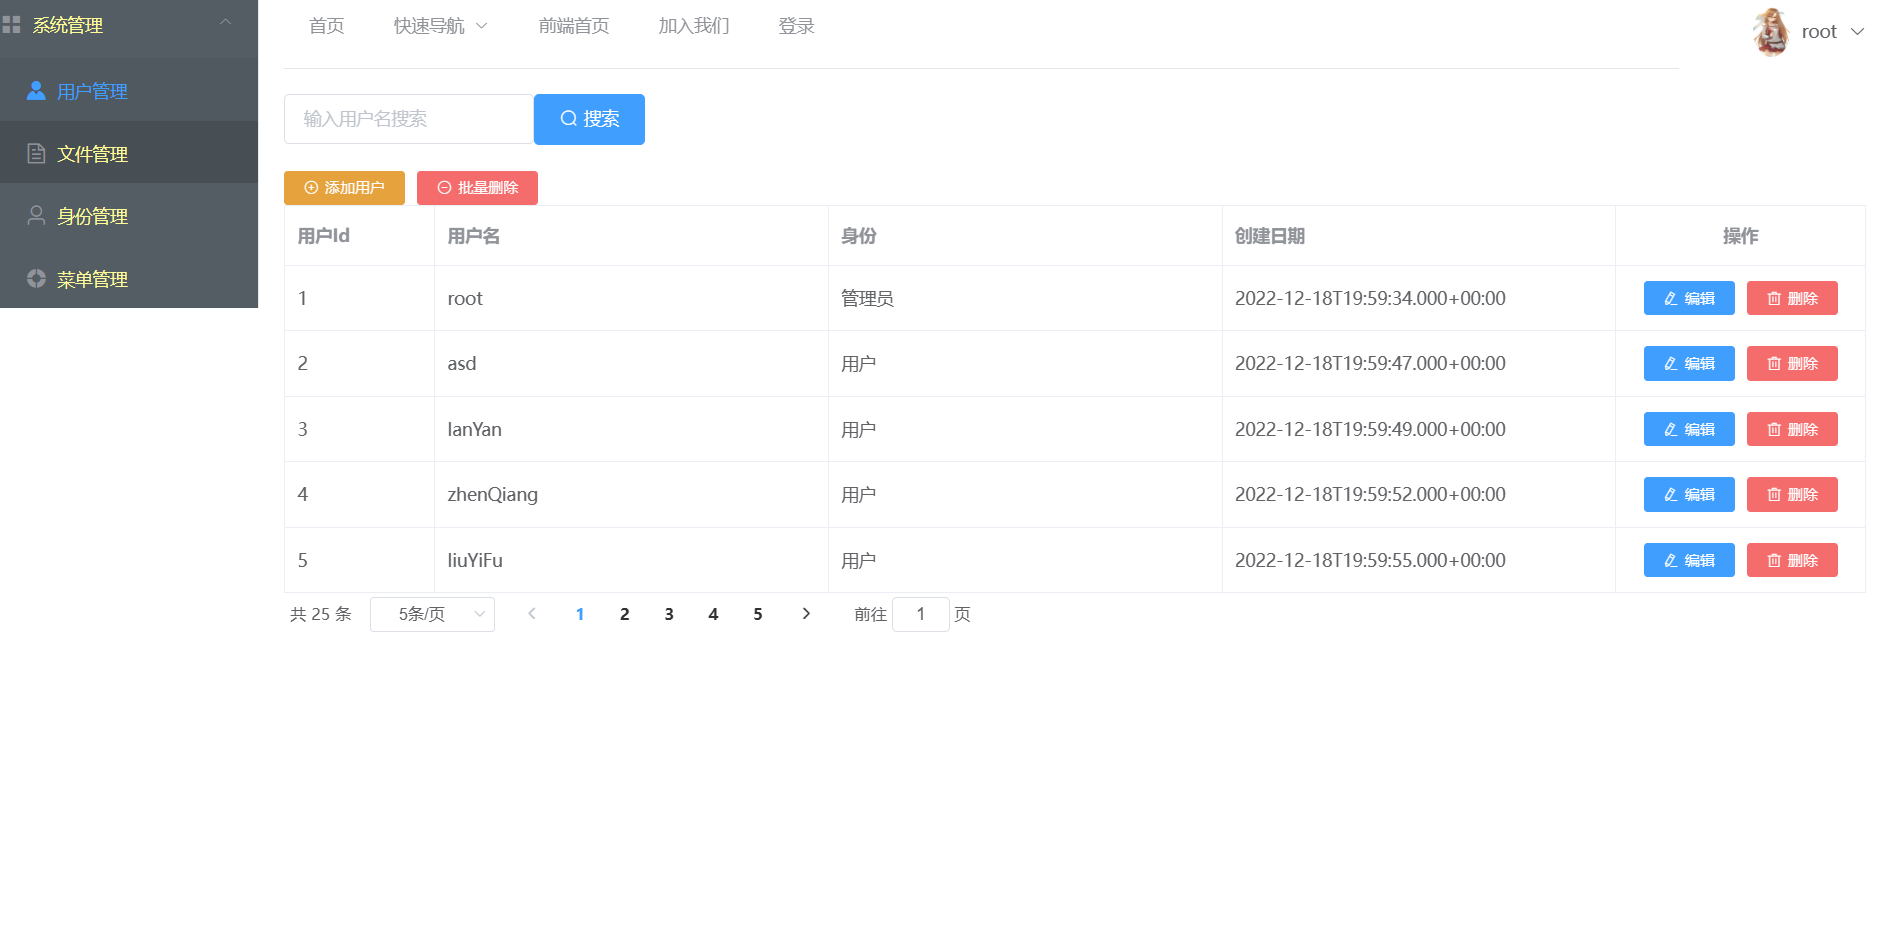 系统管理
用户管理
文件管理
身份管理
菜单管理
首页 快速导航 前端首页 加入我们 登录
root
输入用户名搜索 搜索
添加用户 批量删除
用户Id 用户名 身份 创建日期 操作
1 root 管理员 2022-12-18T19:59:34.000+00:00 编辑 删除
2 asd 用户 2022-12-18T19:59:47.000+00:00 编辑 删除
3 lanYan 用户 2022-12-18T19:59:49.000+00:00 编辑 删除
4 zhenQiang 用户 2022-12-18T19:59:52.000+00:00 编辑 删除
5 liuYiFu 用户 2022-12-18T19:59:55.000+00:00 编辑 删除
共 25 条 5条/页 1 2 3 4 5 前往 1 页